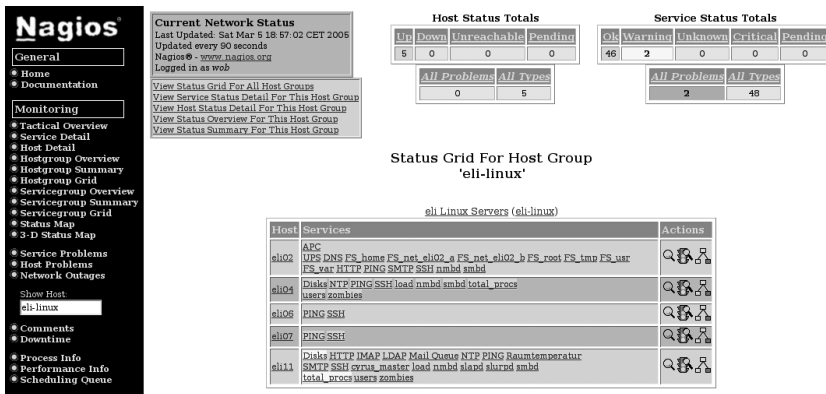 Nagios®
General
Home
Documentation
Monitoring
Tactical Overview
Service Detail
Host Detail
Hostgroup Overview
Hostgroup Summary
Hostgroup Grid
Servicegroup Overview
Servicegroup Summary
Servicegroup Grid
Status Map
3-D Status Map
Service Problems
Host Problems
Network Outages
Show Host:
eli-linux
Comments
Downtime
Process Info
Performance Info
Scheduling Queue
Current Network Status
Last Updated: Sat Mar 5 18:57:02 CET 2005
Updated every 90 seconds
Nagios® - www.nagios.org
Logged in as wob
View Status Grid For All Host Groups
View Service Status Detail For This Host Group
View Host Status Detail For This Host Group
View Status Overview For This Host Group
View Status Summary For This Host Group
Host Status Totals
Up Down Unreachable Pending
5 0 0 0
All Problems All Types
0 5
Service Status Totals
Ok Warning Unknown Critical Pending
46 2 0 0 0
All Problems All Types
2 48
Status Grid For Host Group
'eli-linux'
eli Linux Servers (eli-linux)
Host Services Actions
eli02 APC
UPS DNS FS_home FS_net_eli02_a FS_net_eli02_b FS_root FS_tmp FS_usr
FS_var HTTP PING SMTP SSH nmbd smbd
eli04 Disks NTP PING SSH load nmbd smbd total_procs
users zombies
eli06 PING SSH
eli07 PING SSH
eli11 Disks HTTP IMAP LDAP Mail Queue NTP PING Raumtemperatur
SMTP SSH cyrus_master load nmbd slapd slurpd smbd
total_procs users zombies